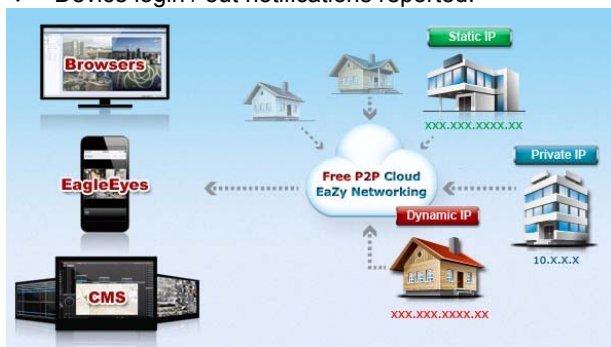 Device login / out notifications reported.
Browsers
Static IP
XXX.XXX.XXXX.XX
Private IP
EagleEyes
Free P2P Cloud
EaZy Networking
Dynamic IP
10.X.X.X
CMS
XXX.XXX.XXXX.XX